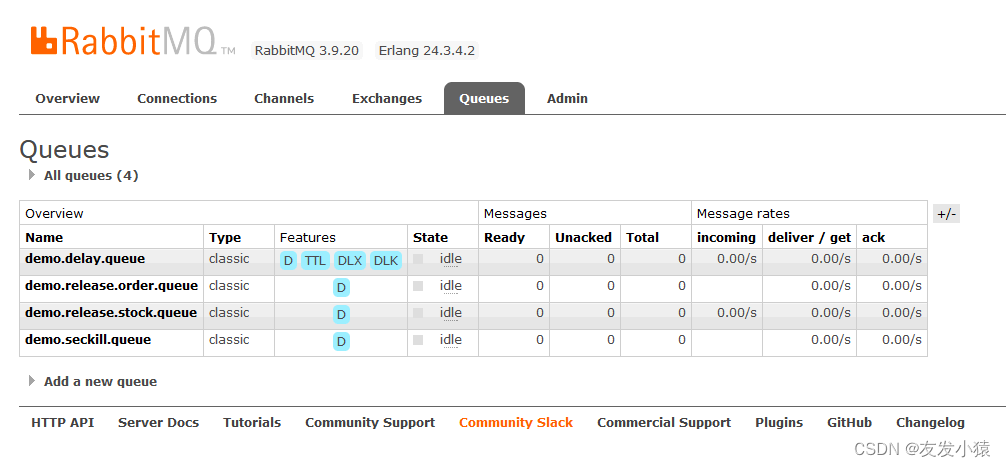 RabbitMQ TM RabbitMQ 3.9.20 Erlang 24.3.4.2
Overview Connections Channels Exchanges Queues Admin
Queues
All queues (4)
Overview Messages Message rates +/-
Name Type Features State Ready Unacked Total incoming deliver / get ack
demo.delay.queue classic D TTL DLX DLK idle 0 0 0 0.00/s 0.00/s 0.00/s
demo.release.order.queue classic D idle 0 0 0 0.00/s 0.00/s
demo.release.stock.queue classic D idle 0 0 0 0.00/s 0.00/s 0.00/s
demo.seckill.queue classic D idle 0 0 0 0.00/s 0.00/s
Add a new queue
HTTP API Server Docs Tutorials Community Support Community Slack Commercial Support Plugins GitHub Changelog
CSDN @友发小猿